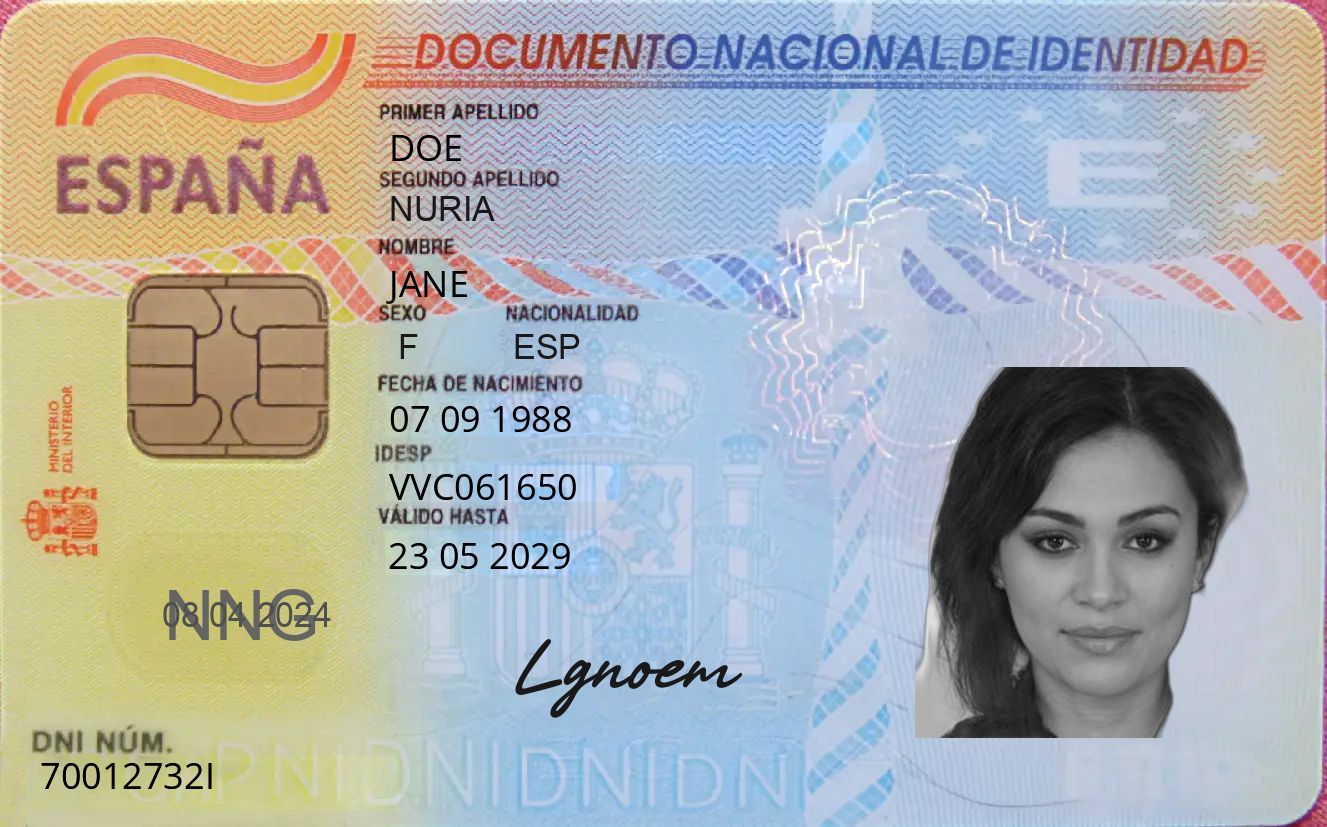 DOCUMENTO NACIONAL DE IDENTIDAD
ESPAÑA
PRIMER APELLIDO
DOE
SEGUNDO APELLIDO
NURIA
NOMBRE
JANE
SEXO NACIONALIDAD
F ESP
FECHA DE NACIMIENTO
07 09 1988
IDESP
VVC061650
VÁLIDO HASTA
23 05 2029
MINISTERIO
DEL INTERIOR
NNG
08 04 2024
Lgnoem
DNI NÚM.
70012732I
E
DNIDNIDNIDNI